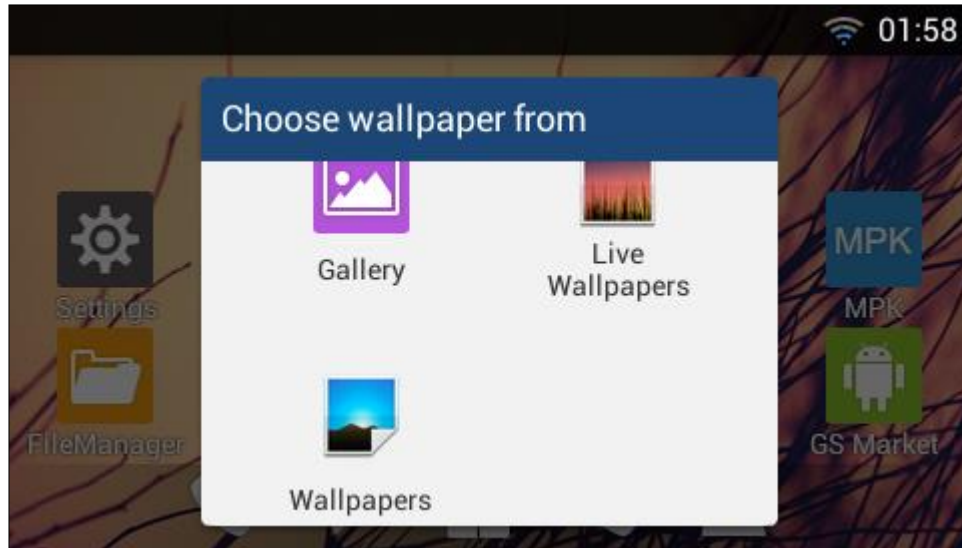 01:58
Choose wallpaper from
MPK
Gallery
Live
Wallpapers
Settings
MPK
FileManager
GS Market
Wallpapers